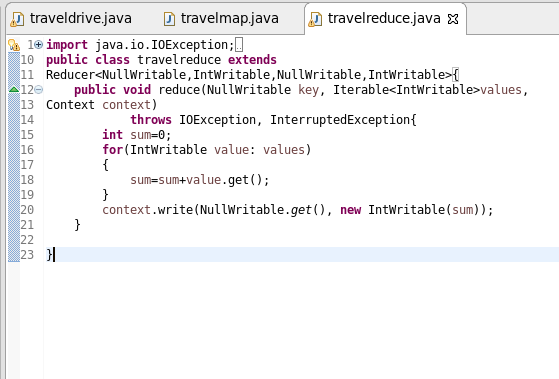 traveldrive.java travelmap.java travelreduce.java
1 import java.io.IOException;
10 public class travelreduce extends
11 Reducer<NullWritable,IntWritable,NullWritable,IntWritable>{
12 public void reduce(NullWritable key, Iterable<IntWritable>values,
13 Context context)
14 throws IOException, InterruptedException{
15 int sum=0;
16 for(IntWritable value: values)
17 {
18 sum=sum+value.get();
19 }
20 context.write(NullWritable.get(), new IntWritable(sum));
21 }
22
23 }